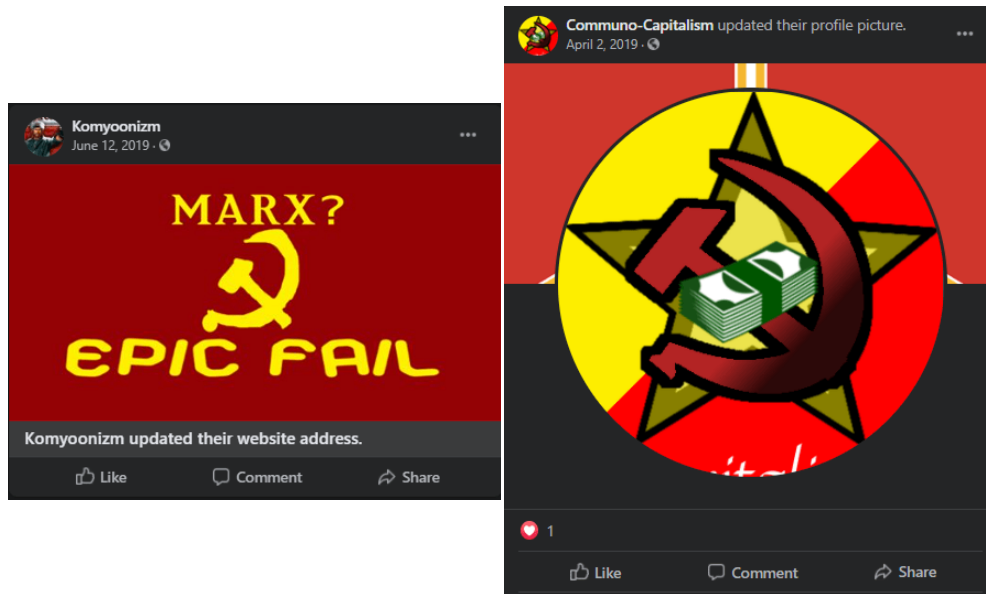 Komyoonizm
June 12, 2019 ·
MARX?
EPIC FAIL
Komyoonizm updated their website address.
Like Comment Share
Communo-Capitalism updated their profile picture.
April 2, 2019 ·
1
Like Comment Share